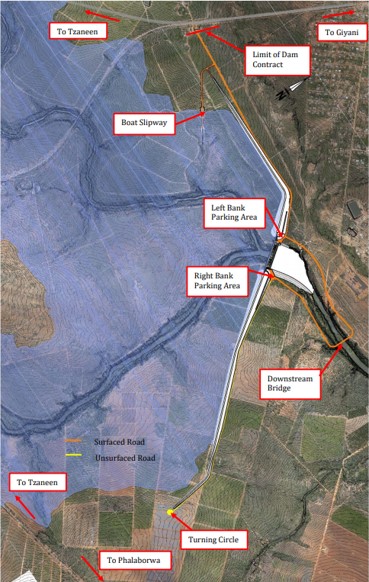 To Tzaneen
To Giyani
Limit of Dam
Contract
N
Boat Slipway
Left Bank
Parking Area
Right Bank
Parking Area
Downstream
Bridge
Surfaced Road
Unsurfaced Road
To Tzaneen
Turning Circle
To Phalaborwa